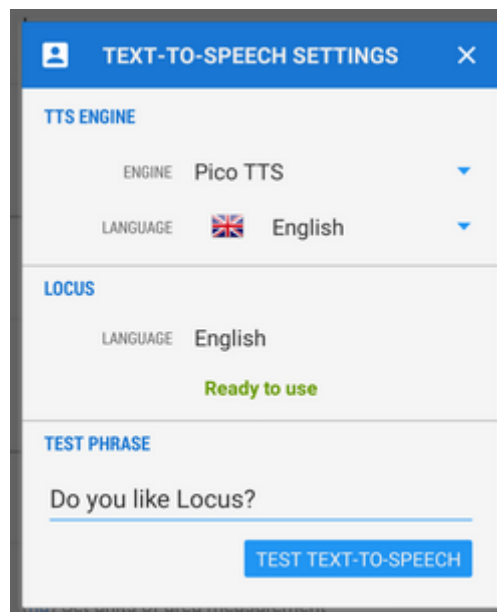 TEXT-TO-SPEECH SETTINGS
TTS ENGINE
ENGINE Pico TTS
LANGUAGE English
LOCUS
LANGUAGE English
Ready to use
TEST PHRASE
Do you like Locus?
TEST TEXT-TO-SPEECH